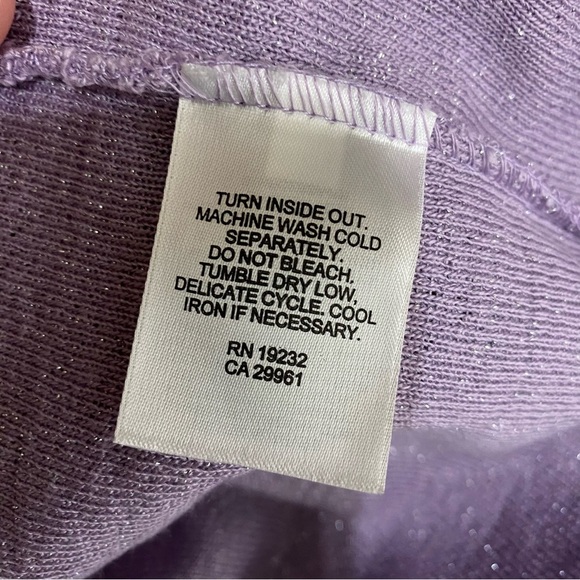 TURN INSIDE OUT.
MACHINE WASH COLD
SEPARATELY.
DO NOT BLEACH.
TUMBLE DRY LOW,
DELICATE CYCLE. COOL
IRON IF NECESSARY.
RN 19232
CA 29961